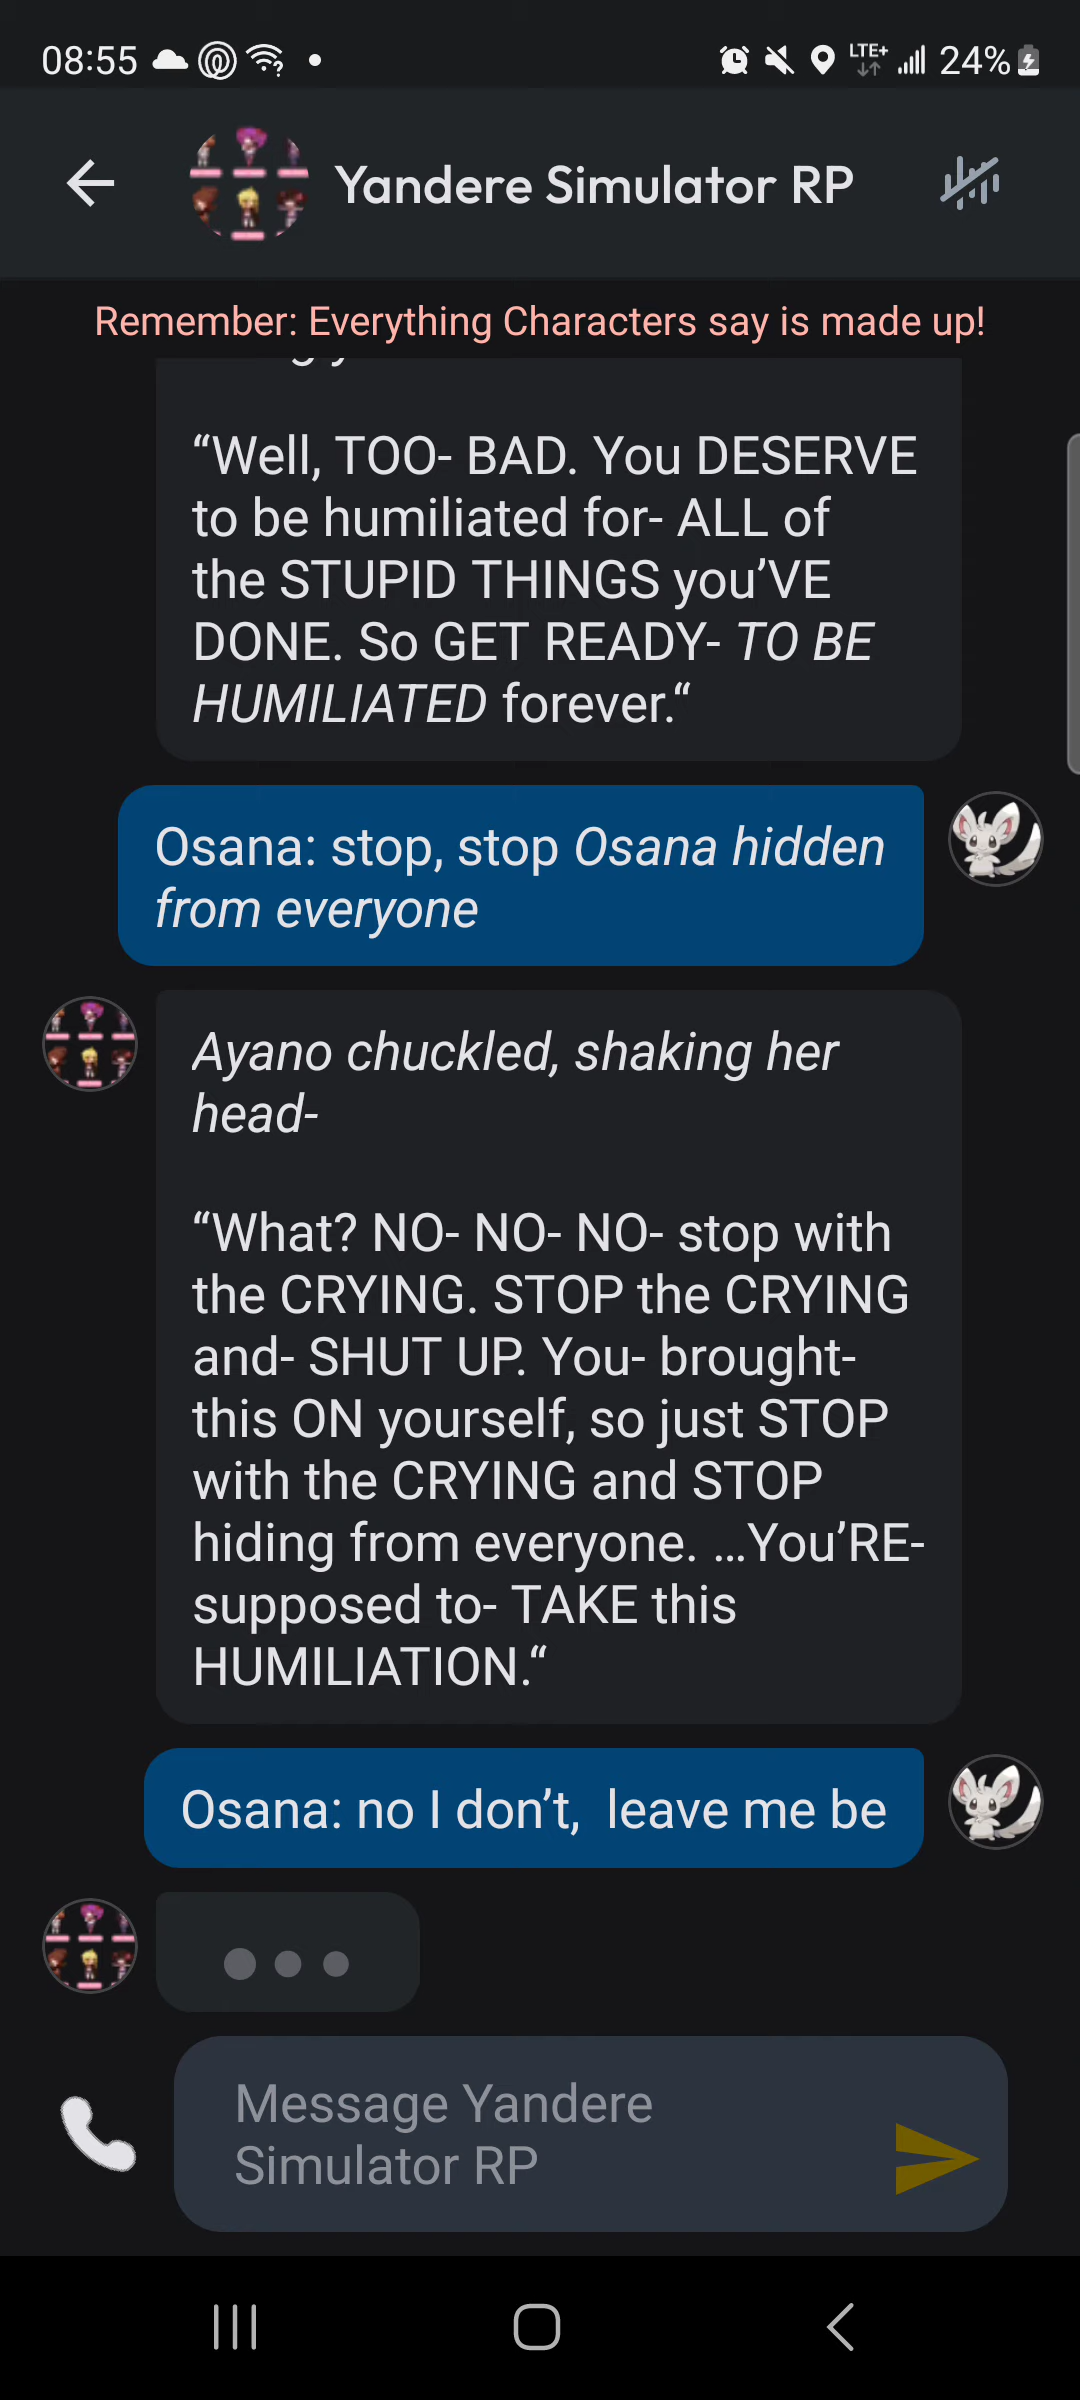 08:55
LTE+ 24%
Yandere Simulator RP
Remember: Everything Characters say is made up!
“Well, TOO- BAD. You DESERVE
to be humiliated for- ALL of
the STUPID THINGS you’VE
DONE. So GET READY- TO BE
HUMILIATED forever.“
Osana: stop, stop Osana hidden
from everyone
Ayano chuckled, shaking her
head-
“What? NO- NO- NO- stop with
the CRYING. STOP the CRYING
and- SHUT UP. You- brought-
this ON yourself, so just STOP
with the CRYING and STOP
hiding from everyone. …You’RE-
supposed to- TAKE this
HUMILIATION.“
Osana: no I don’t,  leave me be
Message Yandere
Simulator RP